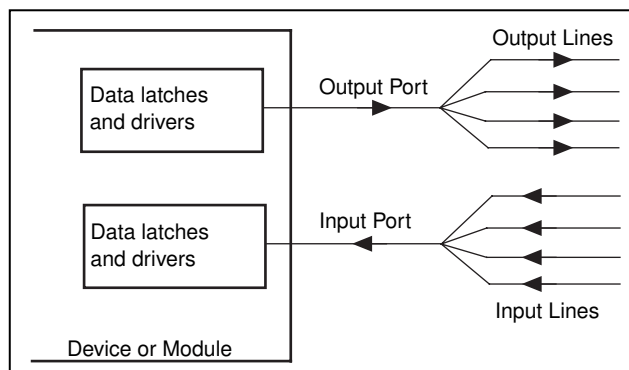 Output Lines
Data latches
and drivers
Output Port
Data latches
and drivers
Input Port
Input Lines
Device or Module